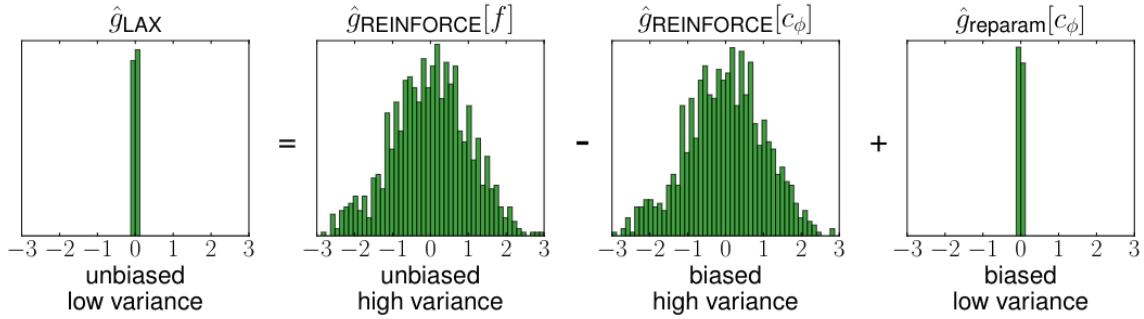 ĝLAX ĝREINFORCE[f] ĝREINFORCE[cϕ] ĝreparam[cϕ]
= - +
−3 −2 −1 0 1 2 3 −3 −2 −1 0 1 2 3 −3 −2 −1 0 1 2 3 −3 −2 −1 0 1 2 3
unbiased unbiased biased biased
low variance high variance high variance low variance